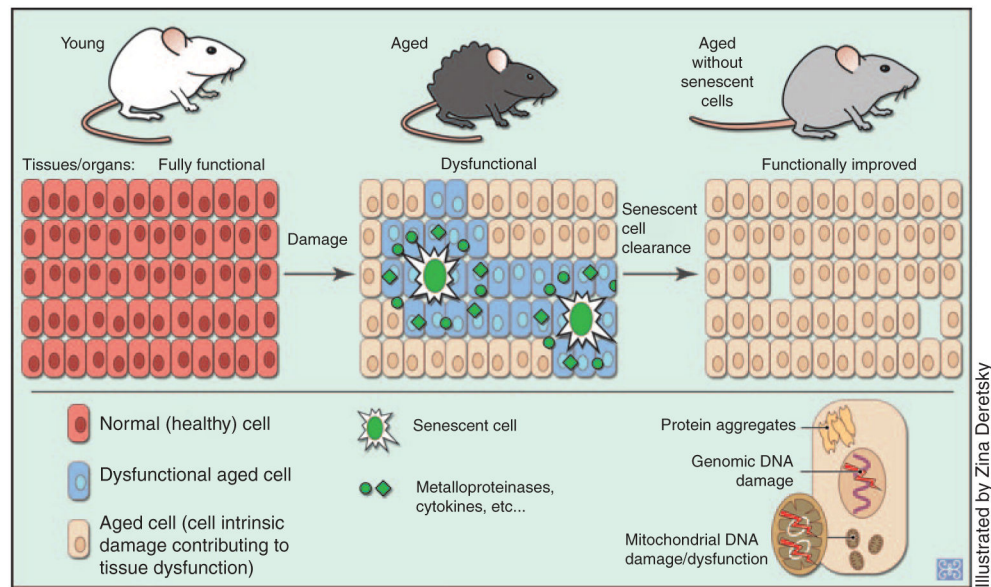 Young
Aged
Aged
without
senescent
cells
Tissues/organs: Fully functional
Dysfunctional
Functionally improved
Damage
Senescent
cell
clearance
Normal (healthy) cell
Dysfunctional aged cell
Aged cell (cell intrinsic
damage contributing to
tissue dysfunction)
Senescent cell
Metalloproteinases,
cytokines, etc...
Protein aggregates
Genomic DNA
damage
Mitochondrial DNA
damage/dysfunction
Illustrated by Zina Deretsky